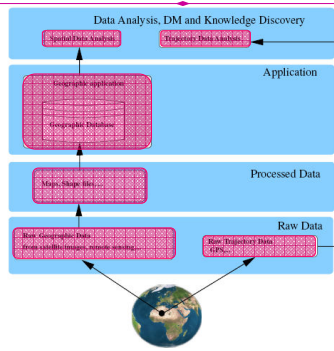 Data Analysis, DM and Knowledge Discovery
Spatial Data Analysis
Trajectory Data Analysis
Application
Geographic application
Geographic Database
Processed Data
Maps, Shape files, ...
Raw Data
Raw Geographic Data
from satellite images, remote sensing...
Raw Trajectory Data
GPS...